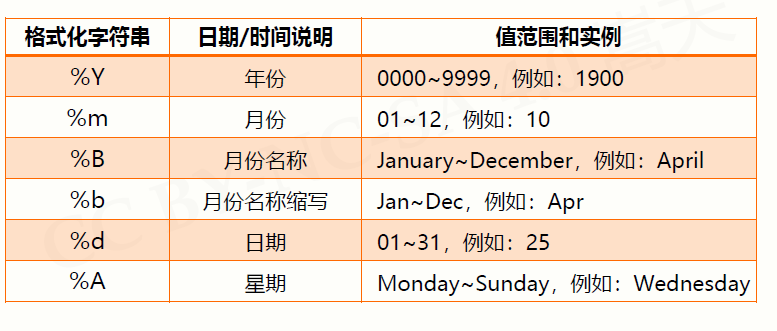 格式化字符串 日期/时间说明 值范围和实例
%Y 年份 0000~9999，例如：1900
%m 月份 01~12，例如：10
%B 月份名称 January~December，例如：April
%b 月份名称缩写 Jan~Dec，例如：Apr
%d 日期 01~31，例如：25
%A 星期 Monday~Sunday，例如：Wednesday